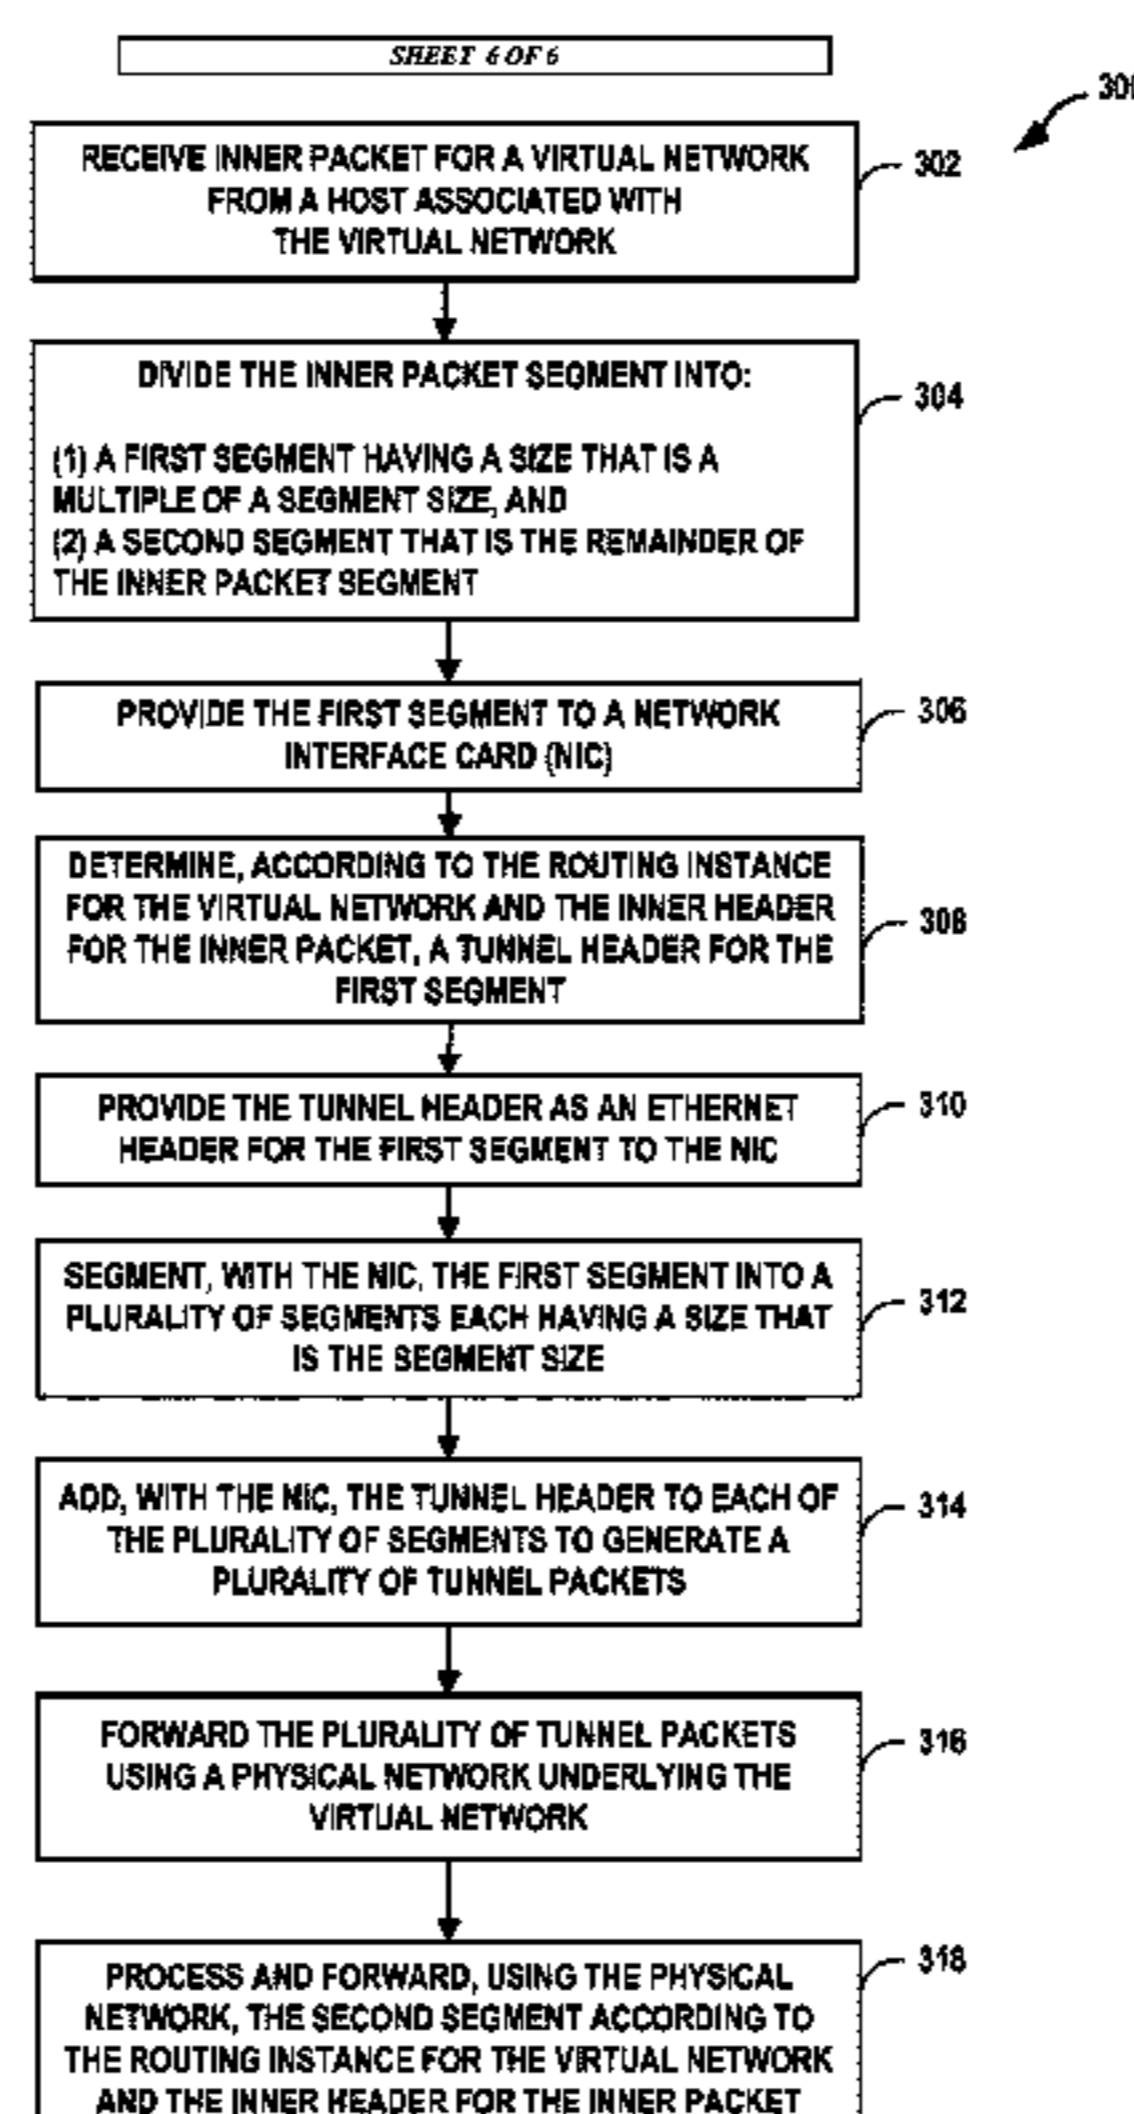 SHEET 6 OF 6
RECEIVE INNER PACKET FOR A VIRTUAL NETWORK
FROM A HOST ASSOCIATED WITH
THE VIRTUAL NETWORK
302
DIVIDE THE INNER PACKET SEGMENT INTO:
(1) A FIRST SEGMENT HAVING A SIZE THAT IS A
MULTIPLE OF A SEGMENT SIZE, AND
(2) A SECOND SEGMENT THAT IS THE REMAINDER OF
THE INNER PACKET SEGMENT
304
PROVIDE THE FIRST SEGMENT TO A NETWORK
INTERFACE CARD (NIC)
306
DETERMINE, ACCORDING TO THE ROUTING INSTANCE
FOR THE VIRTUAL NETWORK AND THE INNER HEADER
FOR THE INNER PACKET, A TUNNEL HEADER FOR THE
FIRST SEGMENT
308
PROVIDE THE TUNNEL HEADER AS AN ETHERNET
HEADER FOR THE FIRST SEGMENT TO THE NIC
310
SEGMENT, WITH THE NIC, THE FIRST SEGMENT INTO A
PLURALITY OF SEGMENTS EACH HAVING A SIZE THAT
IS THE SEGMENT SIZE
312
ADD, WITH THE NIC, THE TUNNEL HEADER TO EACH OF
THE PLURALITY OF SEGMENTS TO GENERATE A
PLURALITY OF TUNNEL PACKETS
314
FORWARD THE PLURALITY OF TUNNEL PACKETS
USING A PHYSICAL NETWORK UNDERLYING THE
VIRTUAL NETWORK
316
PROCESS AND FORWARD, USING THE PHYSICAL
NETWORK, THE SECOND SEGMENT ACCORDING TO
THE ROUTING INSTANCE FOR THE VIRTUAL NETWORK
AND THE INNER HEADER FOR THE INNER PACKET
318